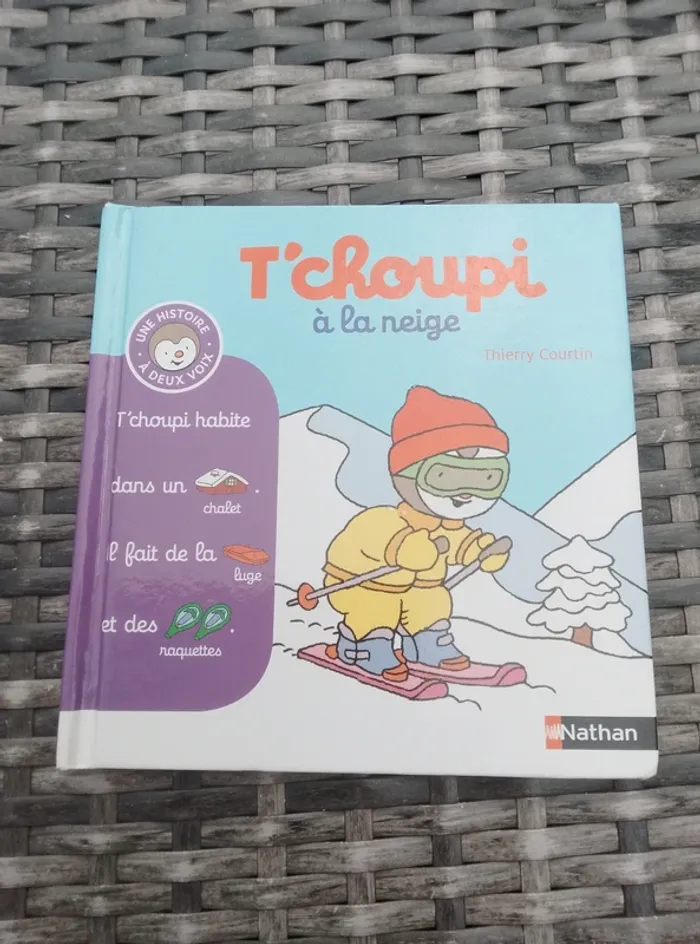 T'choupi
à la neige
Thierry Courtin
UNE HISTOIRE
À DEUX VOIX
T'choupi habite
dans un .
chalet
Il fait de la
luge
et des .
raquettes
Nathan